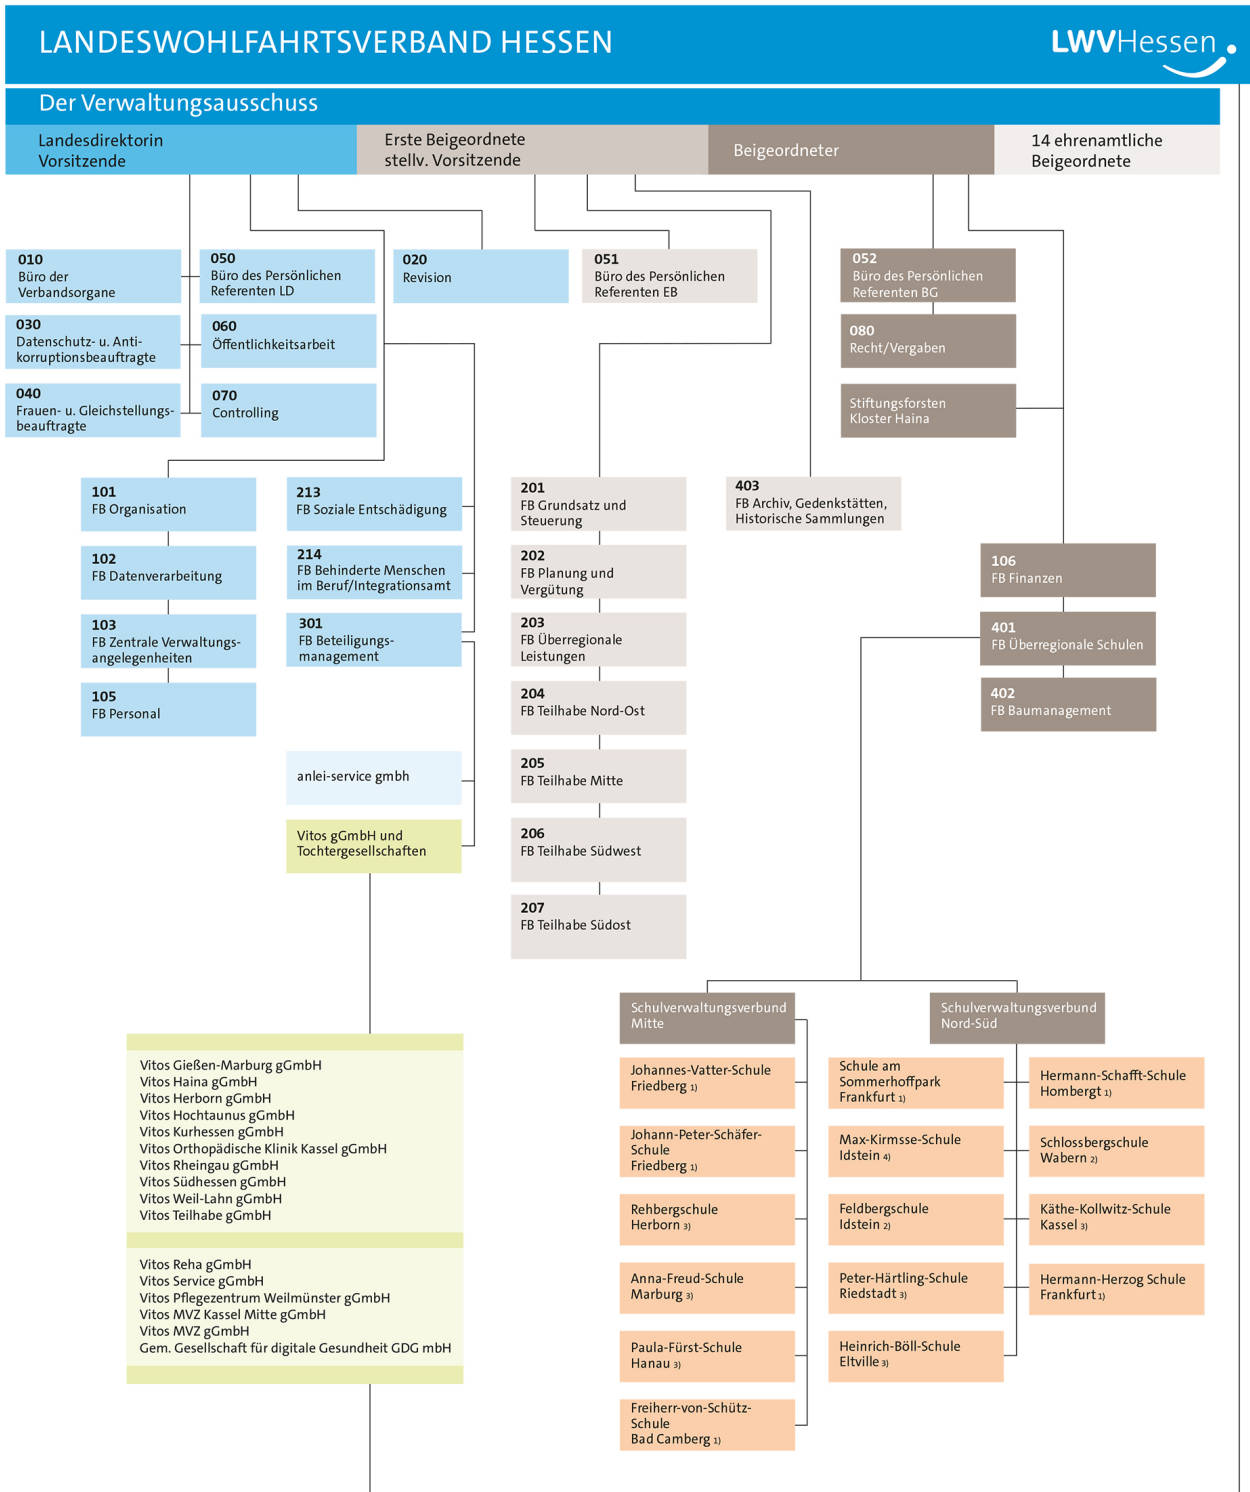 LANDESWOHLFAHRTSVERBAND HESSEN
LWVHessen
Der Verwaltungsausschuss
Landesdirektorin
Vorsitzende
Erste Beigeordnete
stellv. Vorsitzende
Beigeordneter
14 ehrenamtliche
Beigeordnete
010
Büro der
Verbandsorgane
050
Büro des Persönlichen
Referenten LD
020
Revision
051
Büro des Persönlichen
Referenten EB
052
Büro des Persönlichen
Referenten BG
030
Datenschutz- u. Anti-
korruptionsbeauftragte
060
Öffentlichkeitsarbeit
080
Recht/Vergaben
040
Frauen- u. Gleichstellungs-
beauftragte
070
Controlling
Stiftungsforsten
Kloster Haina
101
FB Organisation
102
FB Datenverarbeitung
103
FB Zentrale Verwaltungs-
angelegenheiten
105
FB Personal
213
FB Soziale Entschädigung
214
FB Behinderte Menschen
im Beruf/Integrationsamt
301
FB Beteiligungs-
management
anlei-service gmbh
Vitos gGmbH und
Tochtergesellschaften
201
FB Grundsatz und
Steuerung
202
FB Planung und
Vergütung
203
FB Überregionale
Leistungen
204
FB Teilhabe Nord-Ost
205
FB Teilhabe Mitte
206
FB Teilhabe Südwest
207
FB Teilhabe Südost
403
FB Archiv, Gedenkstätten,
Historische Sammlungen
106
FB Finanzen
401
FB Überregionale Schulen
402
FB Baumanagement
Vitos Gießen-Marburg gGmbH
Vitos Haina gGmbH
Vitos Herborn gGmbH
Vitos Hochtaunus gGmbH
Vitos Kurhessen gGmbH
Vitos Orthopädische Klinik Kassel gGmbH
Vitos Rheingau gGmbH
Vitos Südhessen gGmbH
Vitos Weil-Lahn gGmbH
Vitos Teilhabe gGmbH
Vitos Reha gGmbH
Vitos Service gGmbH
Vitos Pflegezentrum Weilmünster gGmbH
Vitos MVZ Kassel Mitte gGmbH
Vitos MVZ gGmbH
Gem. Gesellschaft für digitale Gesundheit GDG mbH
Schulverwaltungsverbund
Mitte
Johannes-Vatter-Schule
Friedberg 1)
Johann-Peter-Schäfer-
Schule
Friedberg 1)
Rehbergschule
Herborn 3)
Anna-Freud-Schule
Marburg 3)
Paula-Fürst-Schule
Hanau 3)
Freiherr-von-Schütz-
Schule
Bad Camberg 1)
Schulverwaltungsverbund
Nord-Süd
Schule am
Sommerhoffpark
Frankfurt 1)
Max-Kirmsse-Schule
Idstein 4)
Feldbergschule
Idstein 2)
Peter-Härtling-Schule
Riedstadt 3)
Heinrich-Böll-Schule
Eltville 3)
Hermann-Schafft-Schule
Hombergt 1)
Schlossbergschule
Wabern 2)
Käthe-Kollwitz-Schule
Kassel 3)
Hermann-Herzog Schule
Frankfurt 1)